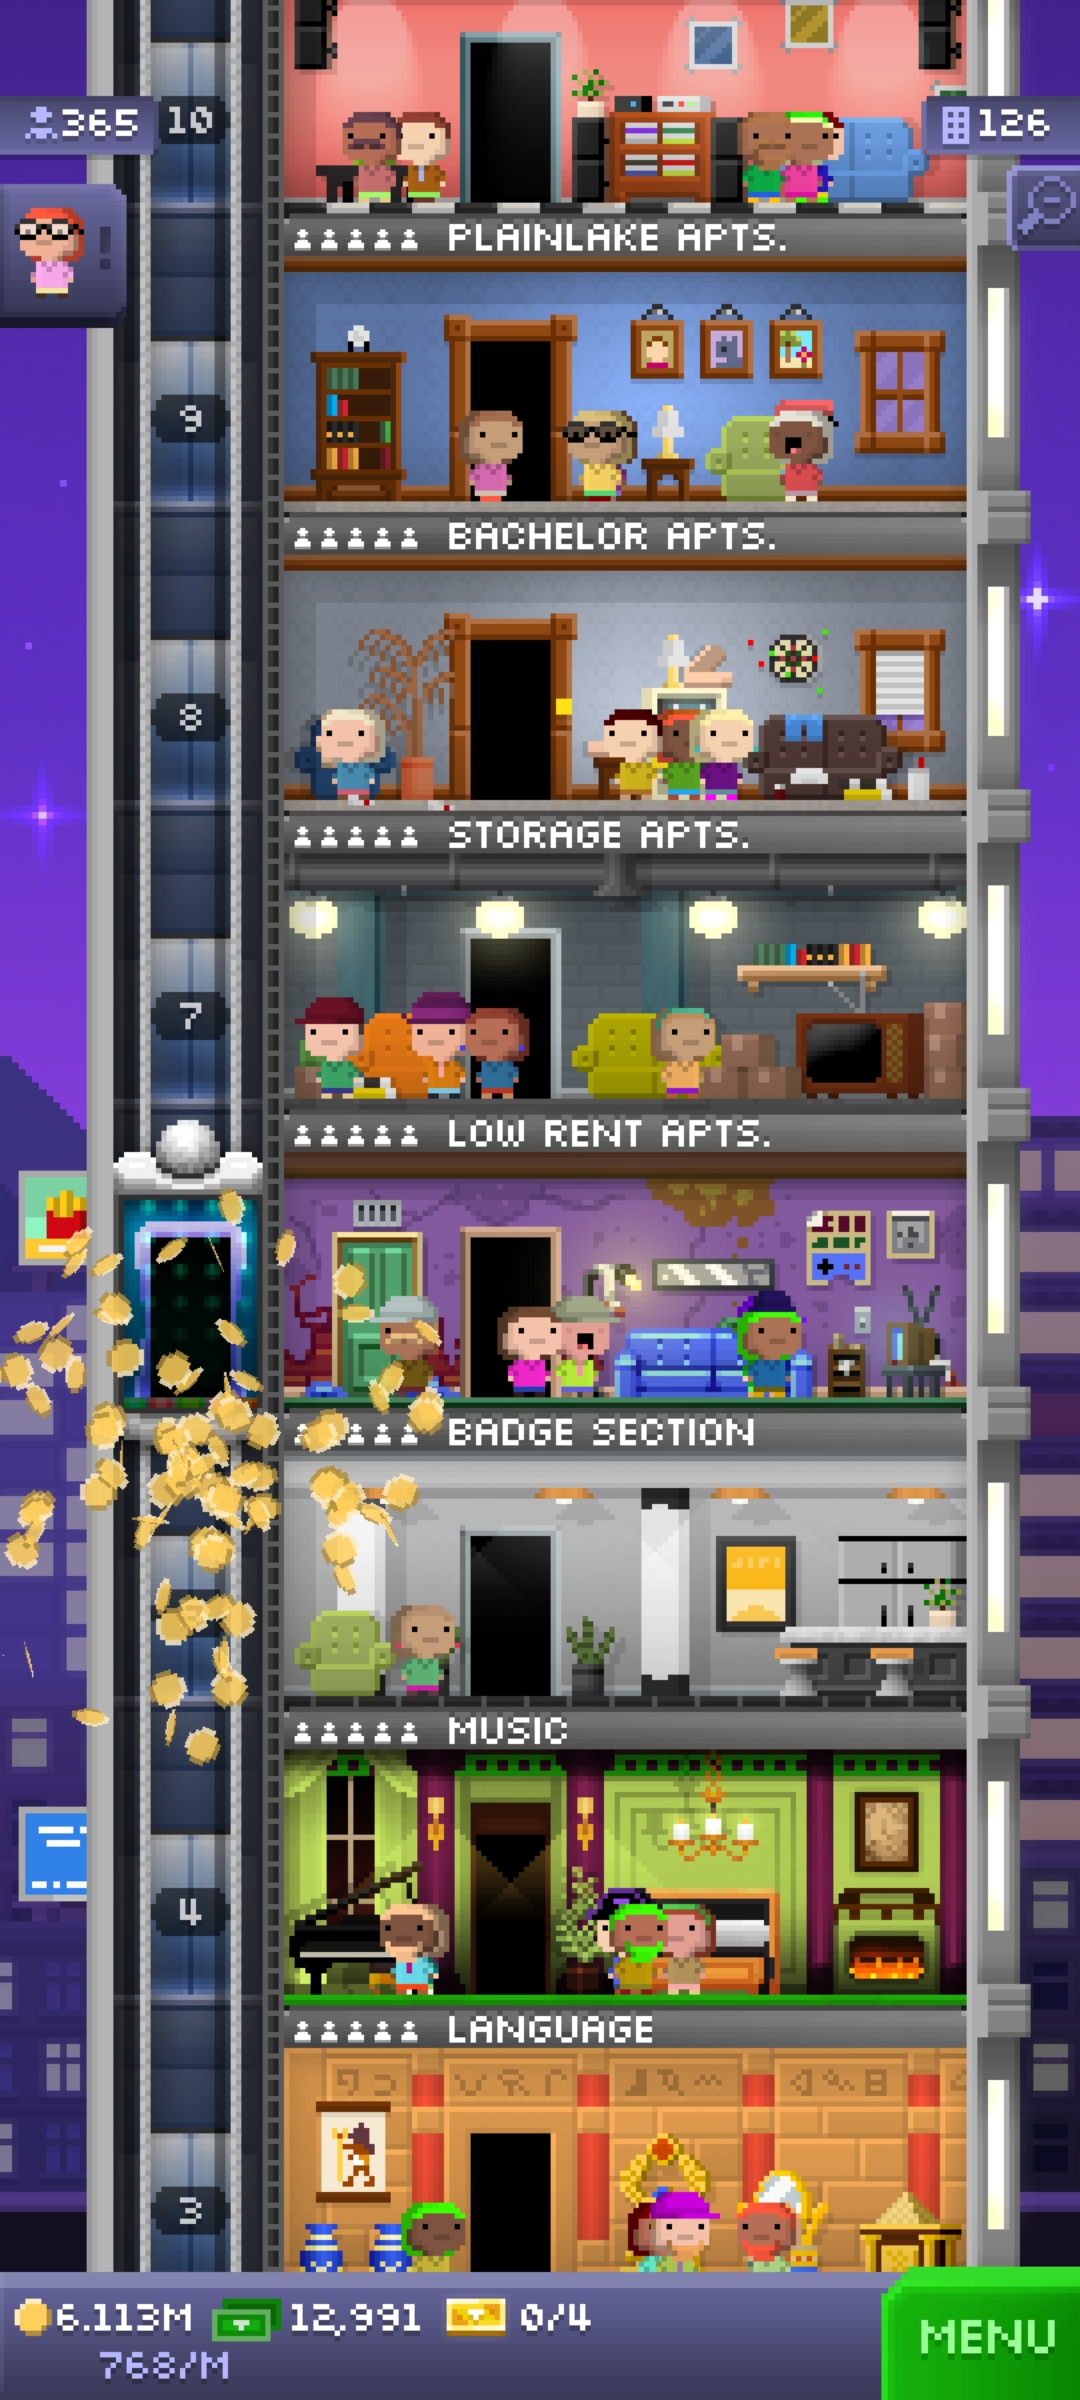 365
10
126
PLAINLAKE APTS.
9
BACHELOR APTS.
8
STORAGE APTS.
7
LOW RENT APTS.
BADGE SECTION
MUSIC
4
LANGUAGE
3
6.113M 12,991 0/4
768/M
MENU